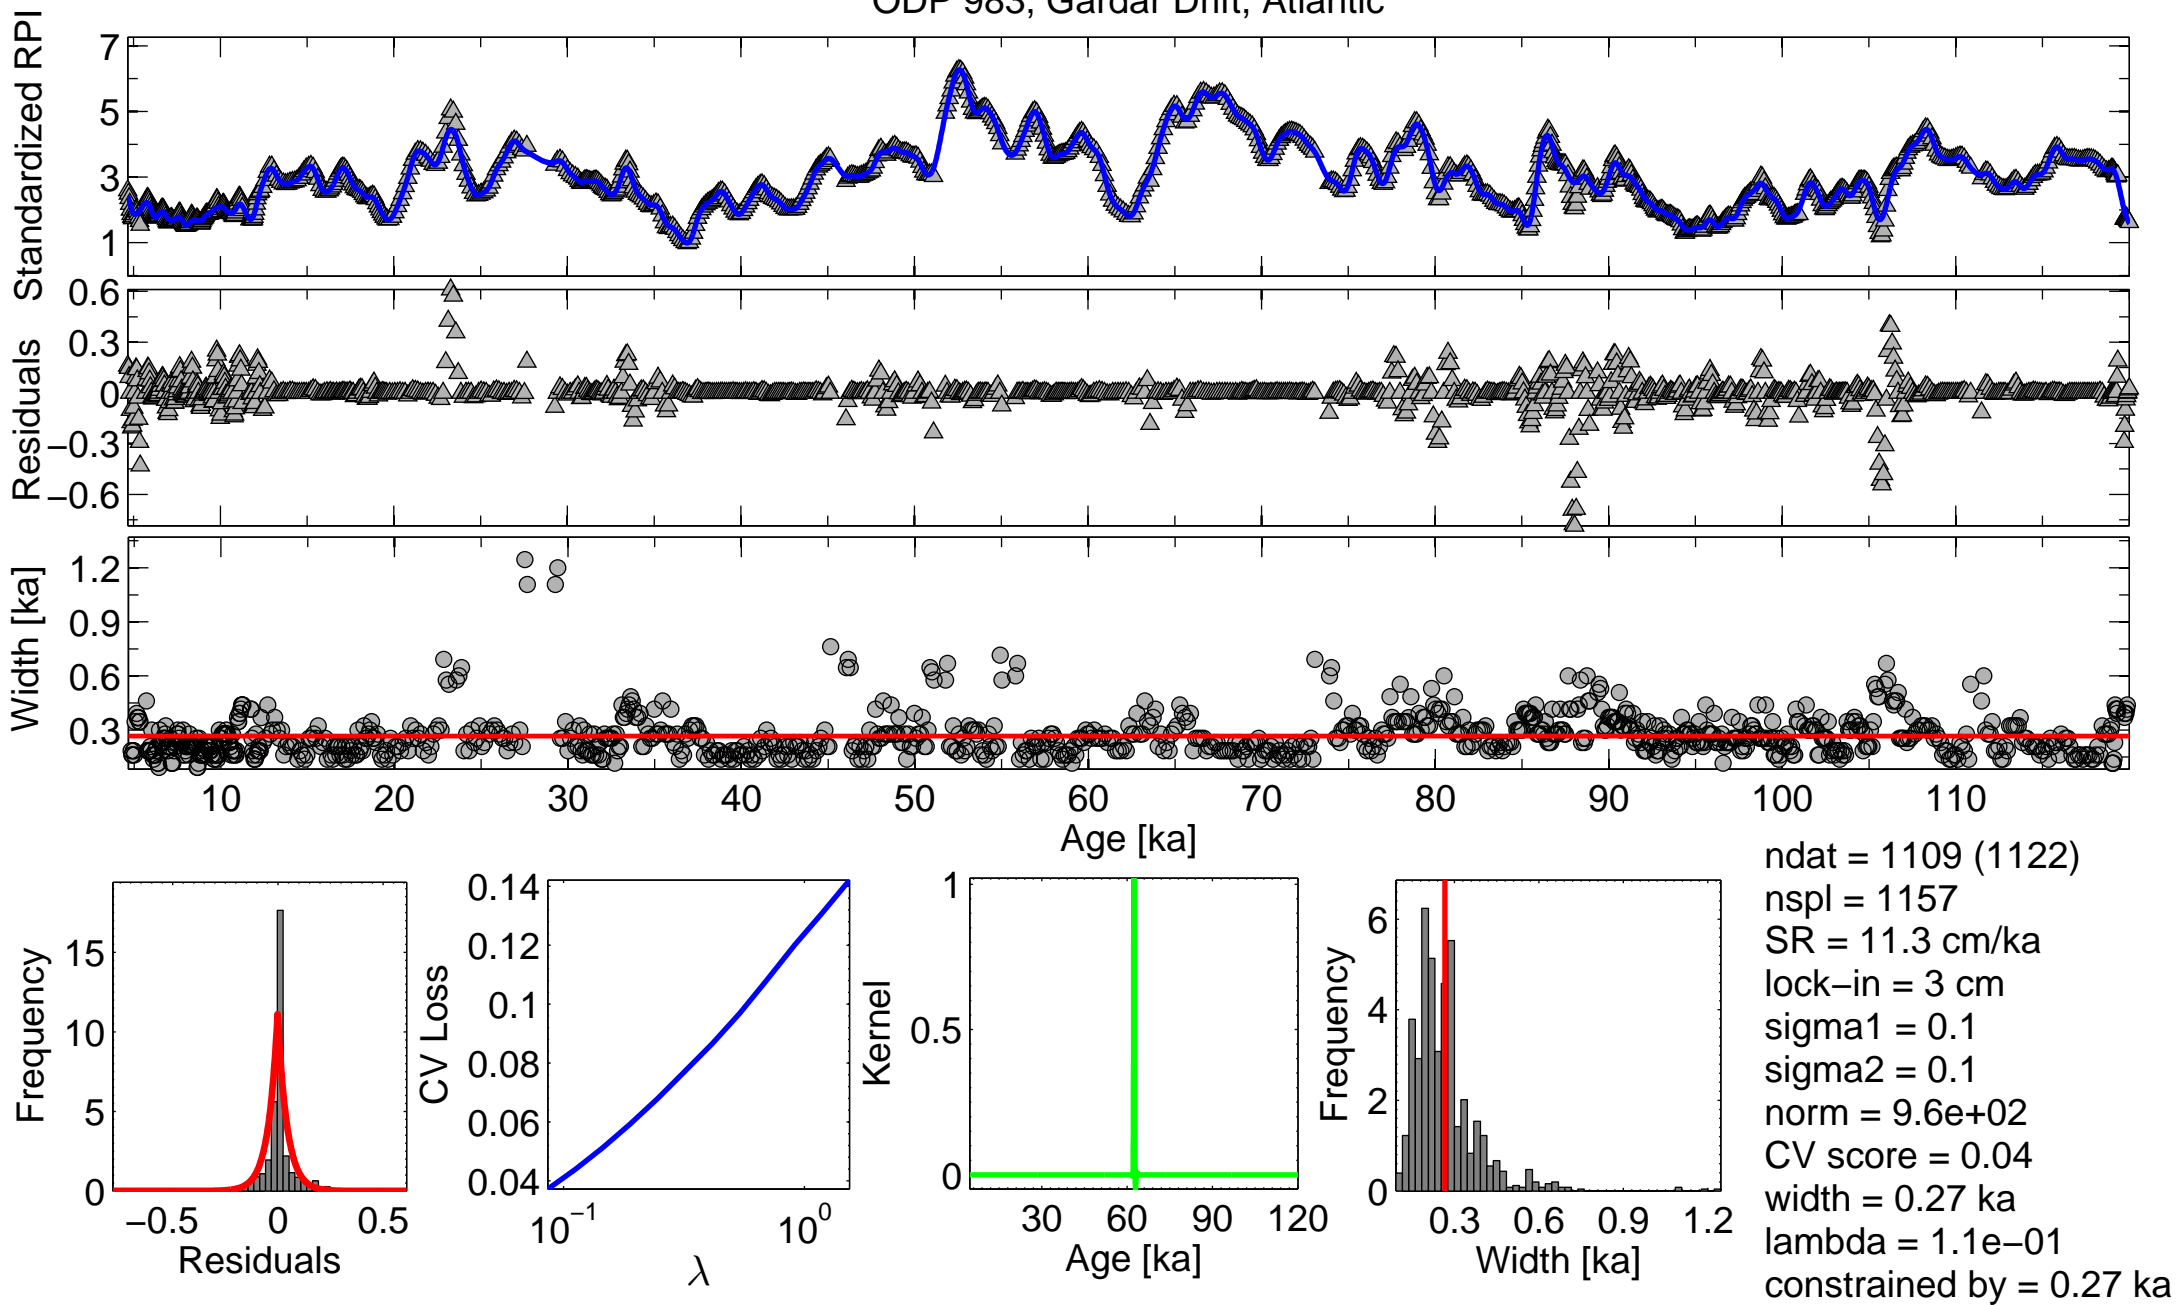 ODP 983, Gardar Drift, Atlantic
Standardized RPI
7
5
3
1
Residuals
0.6
0.3
0
−0.3
−0.6
Width [ka]
1.2
0.9
0.6
0.3
10 20 30 40 50 60 70 80 90 100 110
Age [ka]
Frequency
15
10
5
0
−0.5 0 0.5
Residuals
CV Loss
0.14
0.12
0.1
0.08
0.06
0.04
10−1 100
λ
Kernel
1
0.5
0
30 60 90 120
Age [ka]
Frequency
6
4
2
0
0.3 0.6 0.9 1.2
Width [ka]
ndat = 1109 (1122)
nspl = 1157
SR = 11.3 cm/ka
lock−in = 3 cm
sigma1 = 0.1
sigma2 = 0.1
norm = 9.6e+02
CV score = 0.04
width = 0.27 ka
lambda = 1.1e−01
constrained by = 0.27 ka